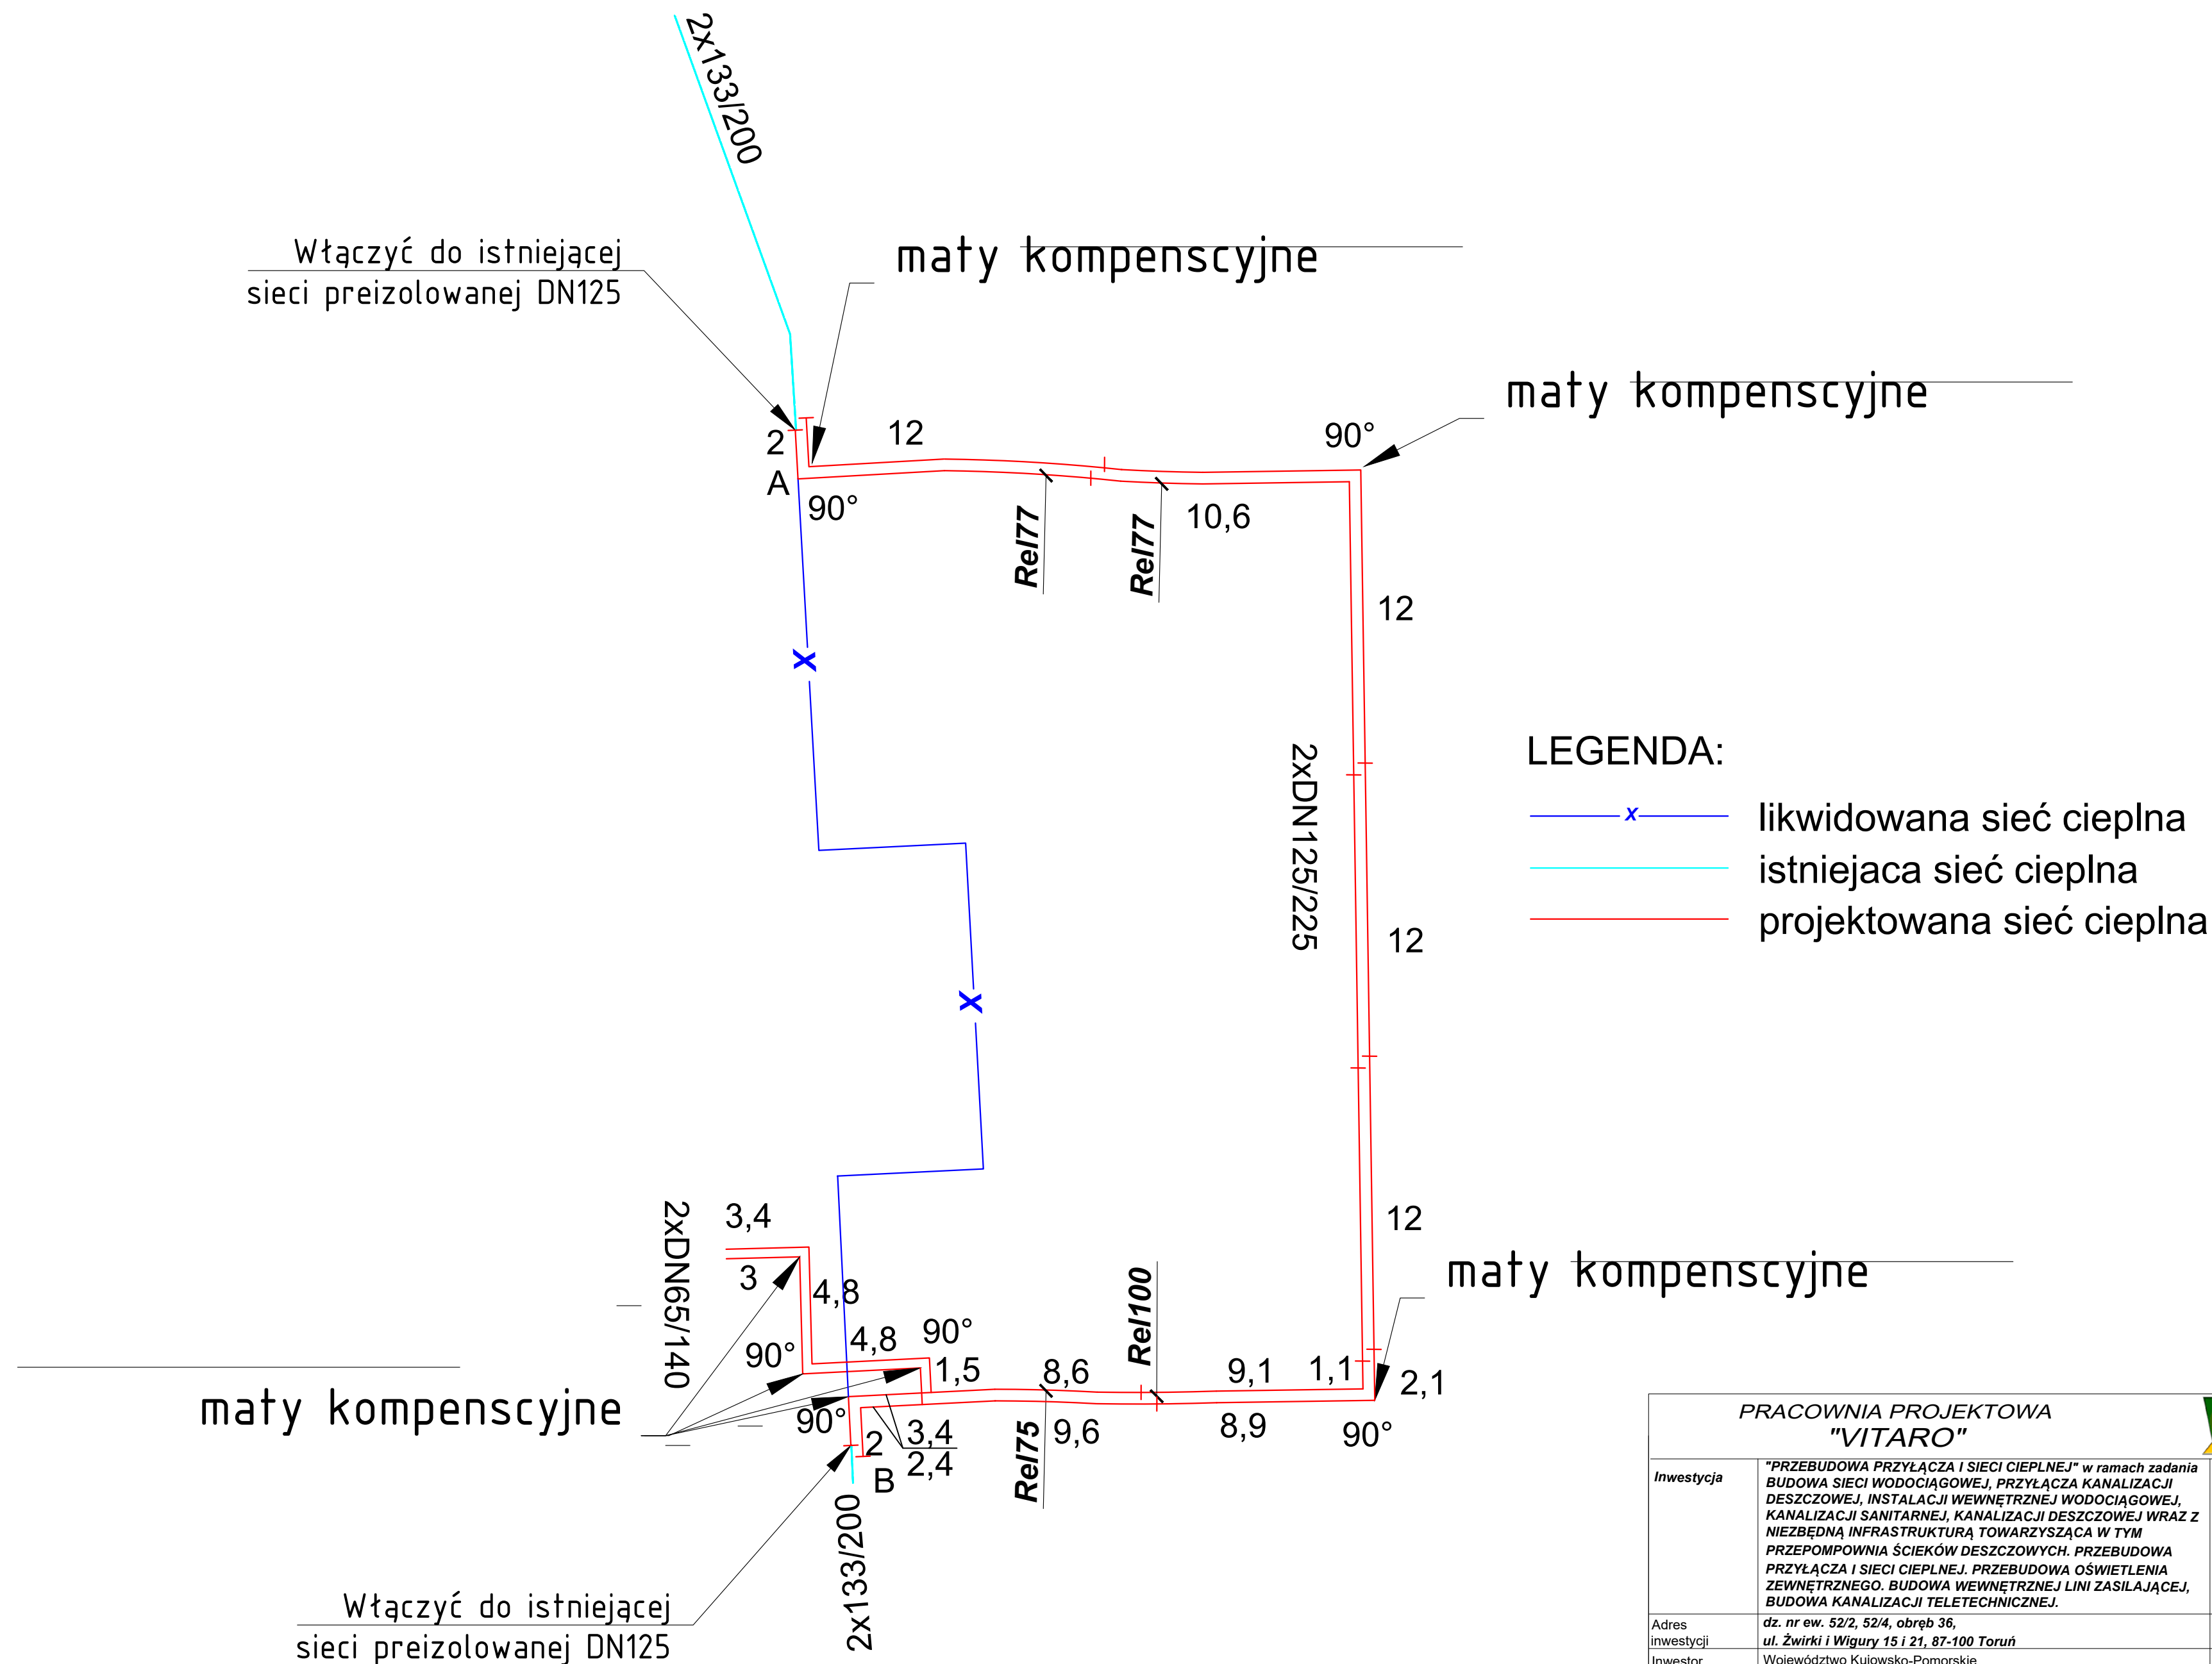 2x133/200
Włączyć do istniejącej
sieci preizolowanej DN125
maty kompenscyjne
maty kompenscyjne
2
12
90°
A
90°
Rel77
Rel77
10,6
12
X
2xDN125/225
LEGENDA:
x
likwidowana sieć cieplna
istniejaca sieć cieplna
projektowana sieć cieplna
12
X
2xDN65/140
3,4
3
4,8
12
maty kompenscyjne
Rel100
90°
4,8
90°
1,5
8,6
9,1
1,1
2,1
maty kompenscyjne
90°
2
3,4
2,4
B
Rel75
9,6
8,9
90°
2x133/200
Włączyć do istniejącej
sieci preizolowanej DN125
PRACOWNIA PROJEKTOWA
"VITARO"
Inwestycja
"PRZEBUDOWA PRZYŁĄCZA I SIECI CIEPLNEJ" w ramach zadania
BUDOWA SIECI WODOCIĄGOWEJ, PRZYŁĄCZA KANALIZACJI
DESZCZOWEJ, INSTALACJI WEWNĘTRZNEJ WODOCIĄGOWEJ,
KANALIZACJI SANITARNEJ, KANALIZACJI DESZCZOWEJ WRAZ Z
NIEZBĘDNĄ INFRASTRUKTURĄ TOWARZYSZĄCA W TYM
PRZEPOMPOWNIA ŚCIEKÓW DESZCZOWYCH. PRZEBUDOWA
PRZYŁĄCZA I SIECI CIEPLNEJ. PRZEBUDOWA OŚWIETLENIA
ZEWNĘTRZNEGO. BUDOWA WEWNĘTRZNEJ LINI ZASILAJĄCEJ,
BUDOWA KANALIZACJI TELETECHNICZNEJ.
Adres
inwestycji
dz. nr ew. 52/2, 52/4, obręb 36,
ul. Żwirki i Wigury 15 i 21, 87-100 Toruń
Inwestor
Województwo Kujowsko-Pomorskie